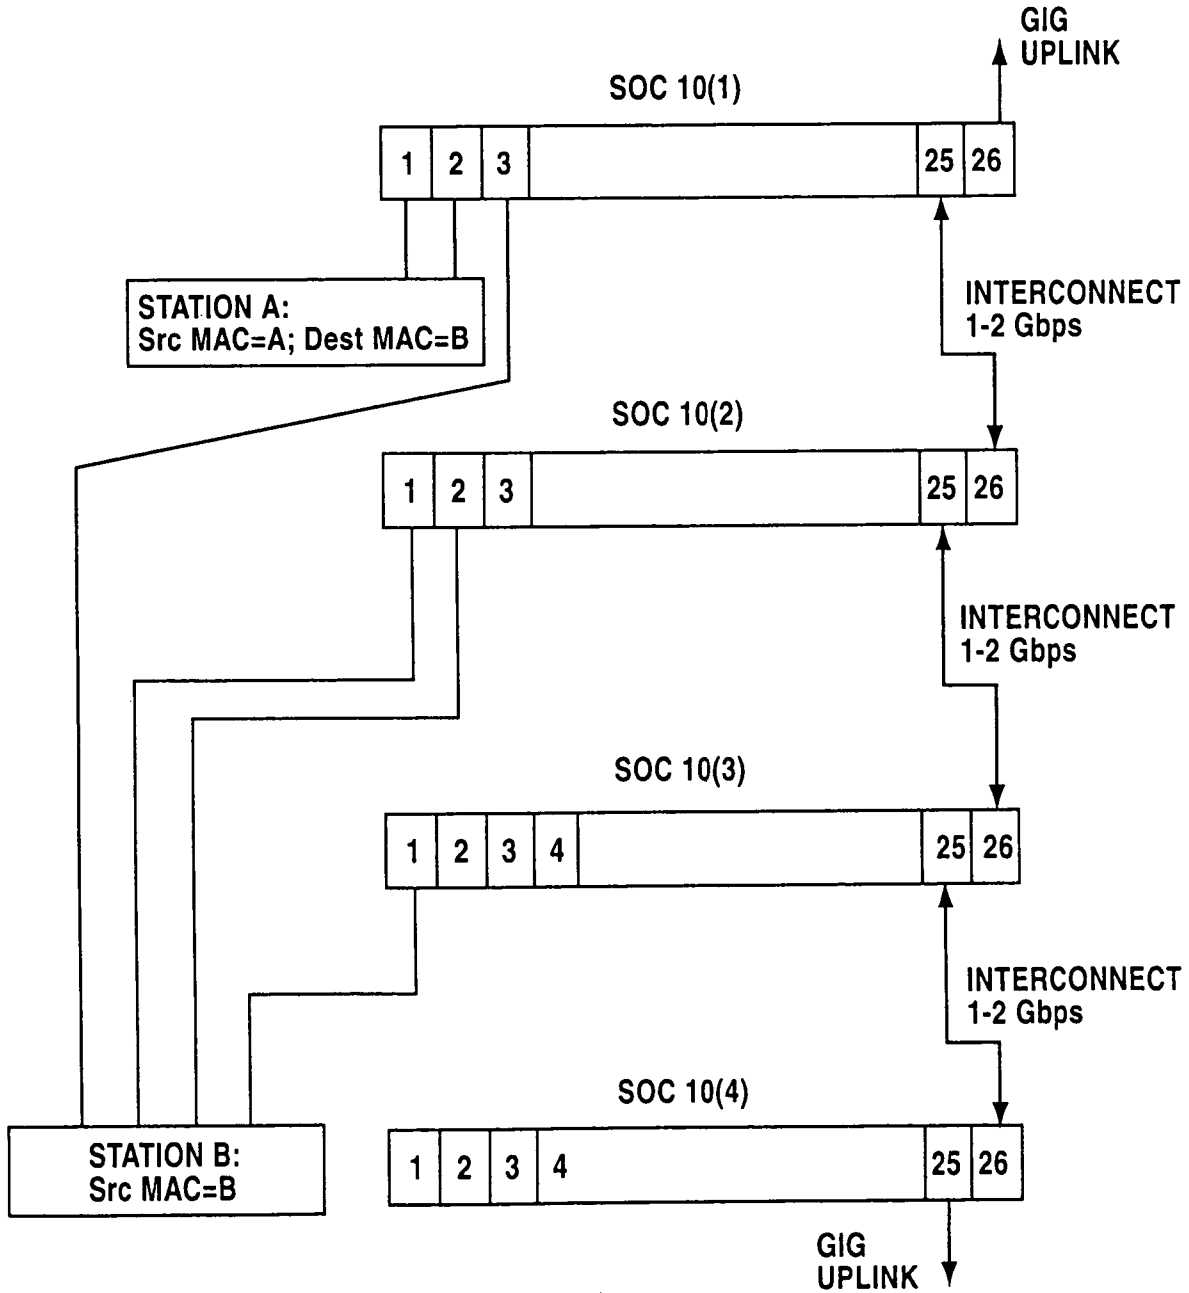 GIG
UPLINK
SOC 10(1)
1 2 3 25 26
STATION A:
Src MAC=A; Dest MAC=B
INTERCONNECT
1-2 Gbps
SOC 10(2)
1 2 3 25 26
INTERCONNECT
1-2 Gbps
SOC 10(3)
1 2 3 4 25 26
INTERCONNECT
1-2 Gbps
SOC 10(4)
1 2 3 4 25 26
STATION B:
Src MAC=B
GIG
UPLINK